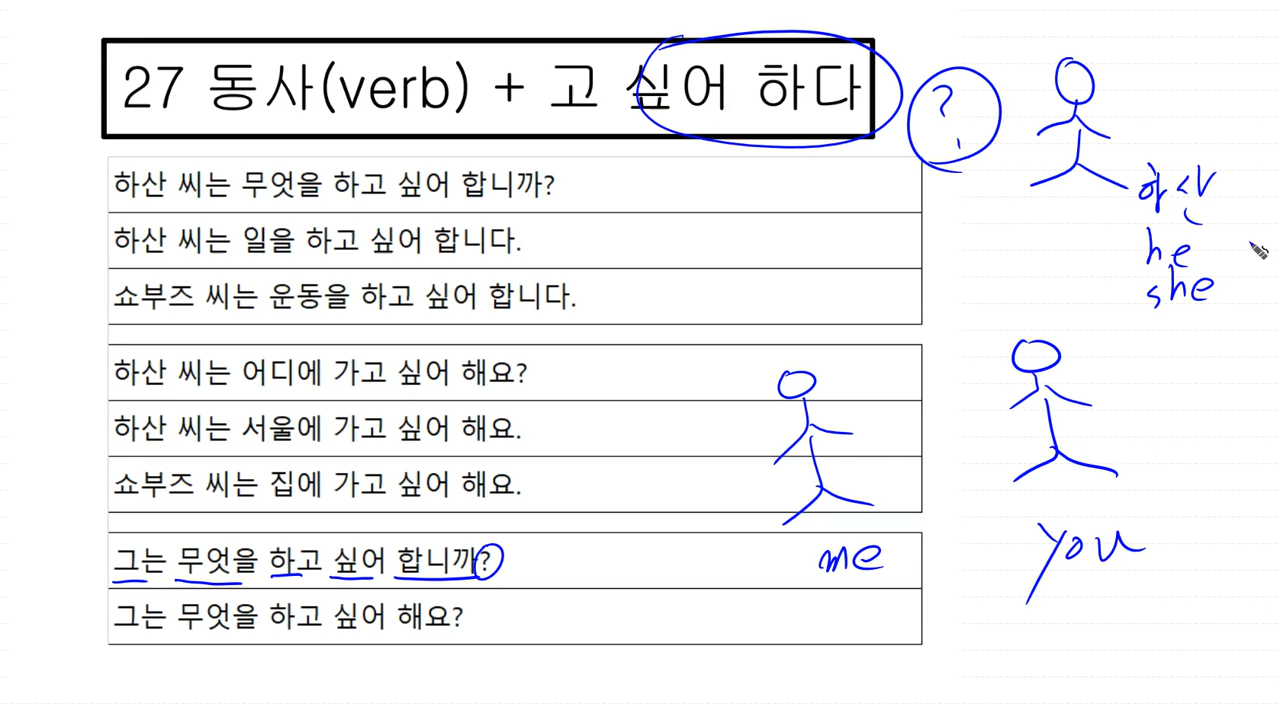 27 동사(verb) + 고 싶어 하다
?
하산 씨는 무엇을 하고 싶어 합니까?
하산 씨는 일을 하고 싶어 합니다.
쇼부즈 씨는 운동을 하고 싶어 합니다.
하산
he
she
하산 씨는 어디에 가고 싶어 해요?
하산 씨는 서울에 가고 싶어 해요.
쇼부즈 씨는 집에 가고 싶어 해요.
그는 무엇을 하고 싶어 합니까?
me
you
그는 무엇을 하고 싶어 해요?